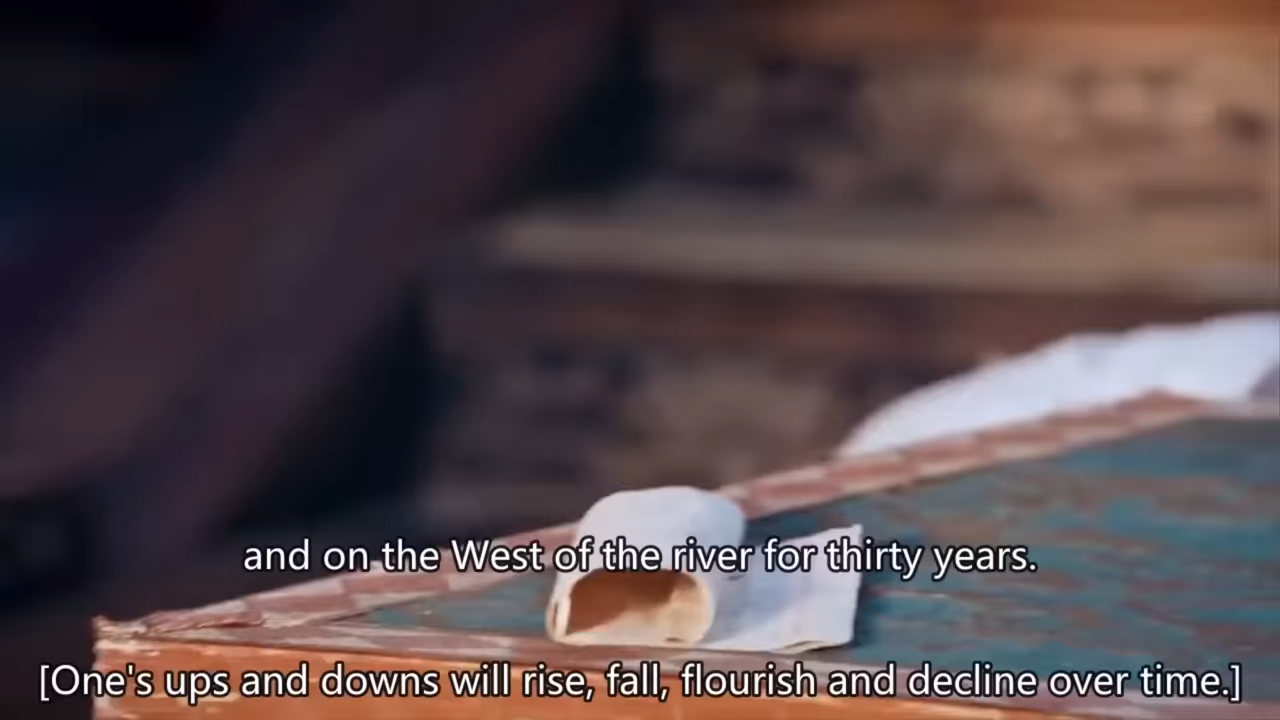 and on the West of the river for thirty years.
[One's ups and downs will rise, fall, flourish and decline over time.]